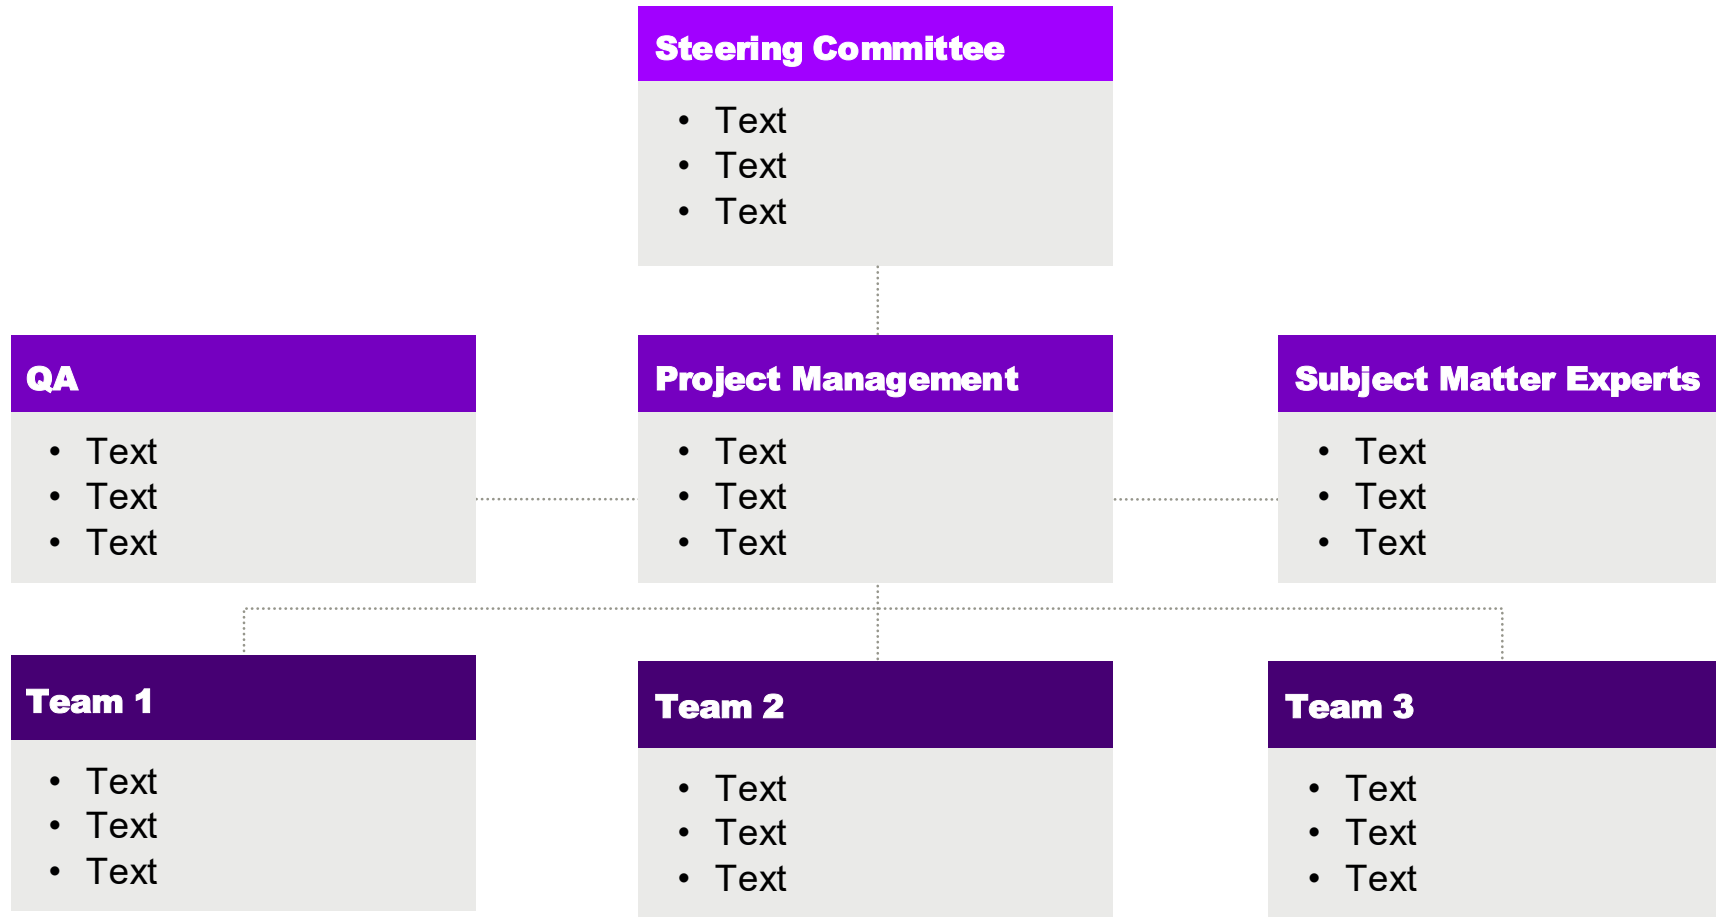 Steering Committee
• Text
• Text
• Text
QA
• Text
• Text
• Text
Project Management
• Text
• Text
• Text
Subject Matter Experts
• Text
• Text
• Text
Team 1
• Text
• Text
• Text
Team 2
• Text
• Text
• Text
Team 3
• Text
• Text
• Text